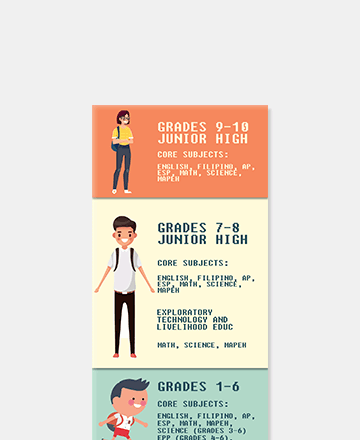 GRADES 9-10
JUNIOR HIGH
CORE SUBJECTS:
ENGLISH, FILIPINO, AP,
ESP, MATH, SCIENCE,
MAPEH
GRADES 7-8
JUNIOR HIGH
CORE SUBJECTS:
ENGLISH, FILIPINO, AP,
ESP, MATH, SCIENCE,
MAPEH
EXPLORATORY
TECHNOLOGY AND
LIVELIHOOD EDUC
MATH, SCIENCE, MAPEH
GRADES 1-6
CORE SUBJECTS:
ENGLISH, FILIPINO, AP,
ESP, MATH, MAPEH,
SCIENCE (GRADES 3-6)
EPP (GRADES 4-6),